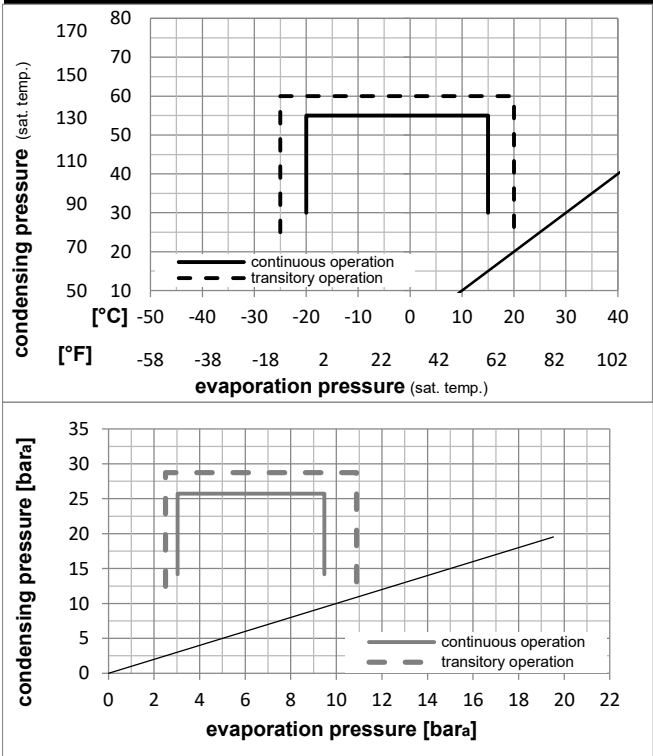 170 80
150 70
130 60
50
110 40
90 30
70 20
50 10
condensing pressure (sat. temp.)
continuous operation
transitory operation
[°C] -50 -40 -30 -20 -10 0 10 20 30 40
[°F] -58 -38 -18 2 22 42 62 82 102
evaporation pressure (sat. temp.)
35
30
25
20
15
10
5
0
condensing pressure [bara]
continuous operation
transitory operation
0 2 4 6 8 10 12 14 16 18 20 22
evaporation pressure [bara]